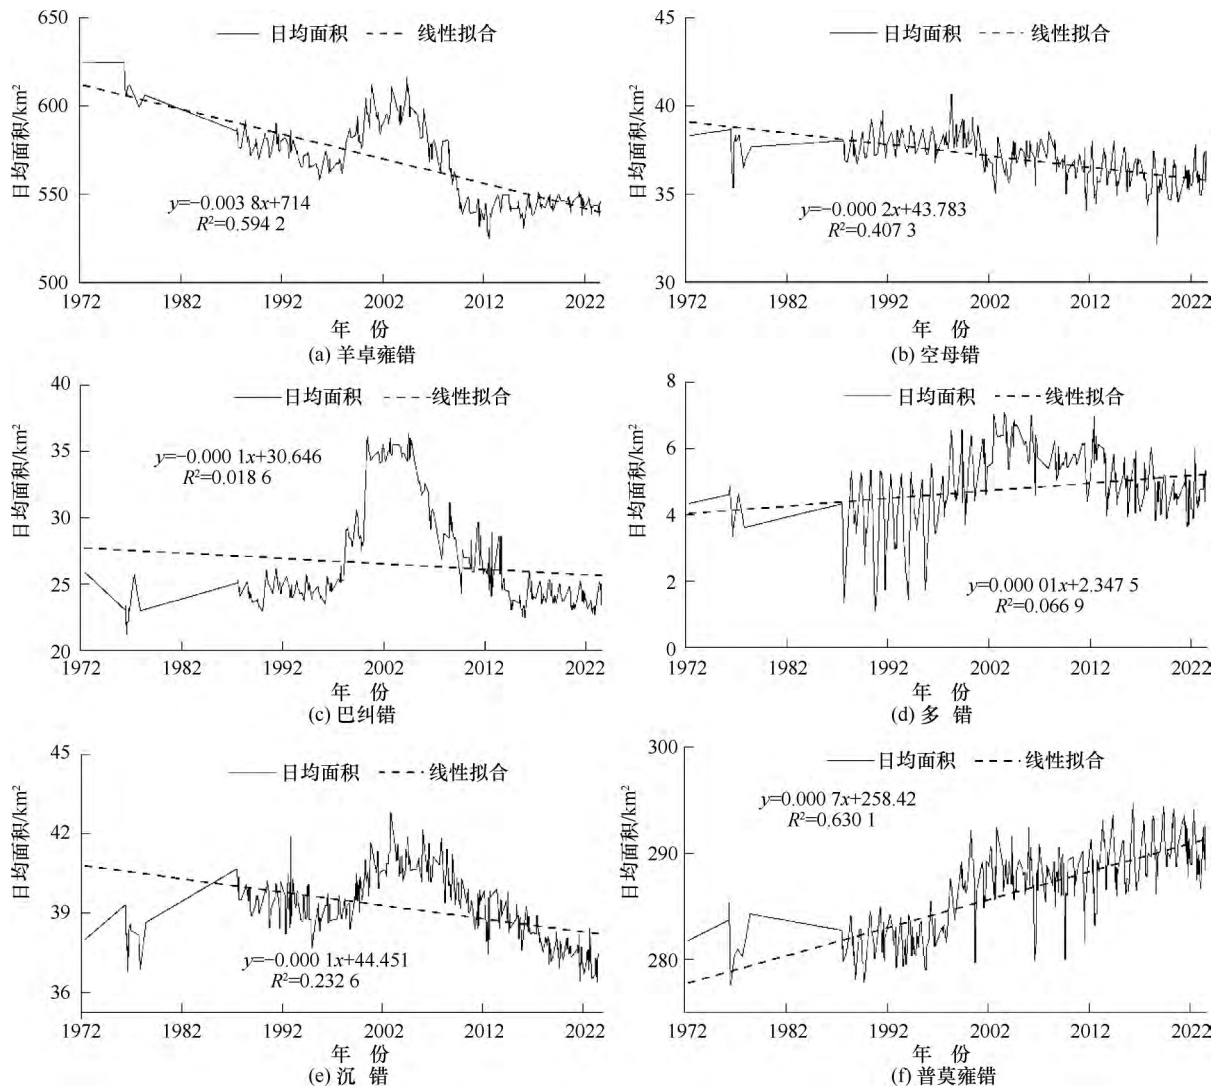 650
600
550
500
日均面积/km²
日均面积 线性拟合
y=−0.003 8x+714
R²=0.594 2
1972 1982 1992 2002 2012 2022
年 份
(a) 羊卓雍错
45
40
35
30
日均面积/km²
日均面积 线性拟合
y=−0.000 2x+43.783
R²=0.407 3
1972 1982 1992 2002 2012 2022
年 份
(b) 空母错
40
35
30
25
20
日均面积/km²
日均面积 线性拟合
y=−0.000 1x+30.646
R²=0.018 6
1972 1982 1992 2002 2012 2022
年 份
(c) 巴纠错
8
6
4
2
0
日均面积/km²
日均面积 线性拟合
y=0.000 01x+2.347 5
R²=0.066 9
1972 1982 1992 2002 2012 2022
年 份
(d) 多 错
45
42
39
36
日均面积/km²
日均面积 线性拟合
y=−0.000 1x+44.451
R²=0.232 6
1972 1982 1992 2002 2012 2022
年 份
(e) 沉 错
300
290
280
日均面积/km²
日均面积 线性拟合
y=0.000 7x+258.42
R²=0.630 1
1972 1982 1992 2002 2012 2022
年 份
(f) 普莫雍错